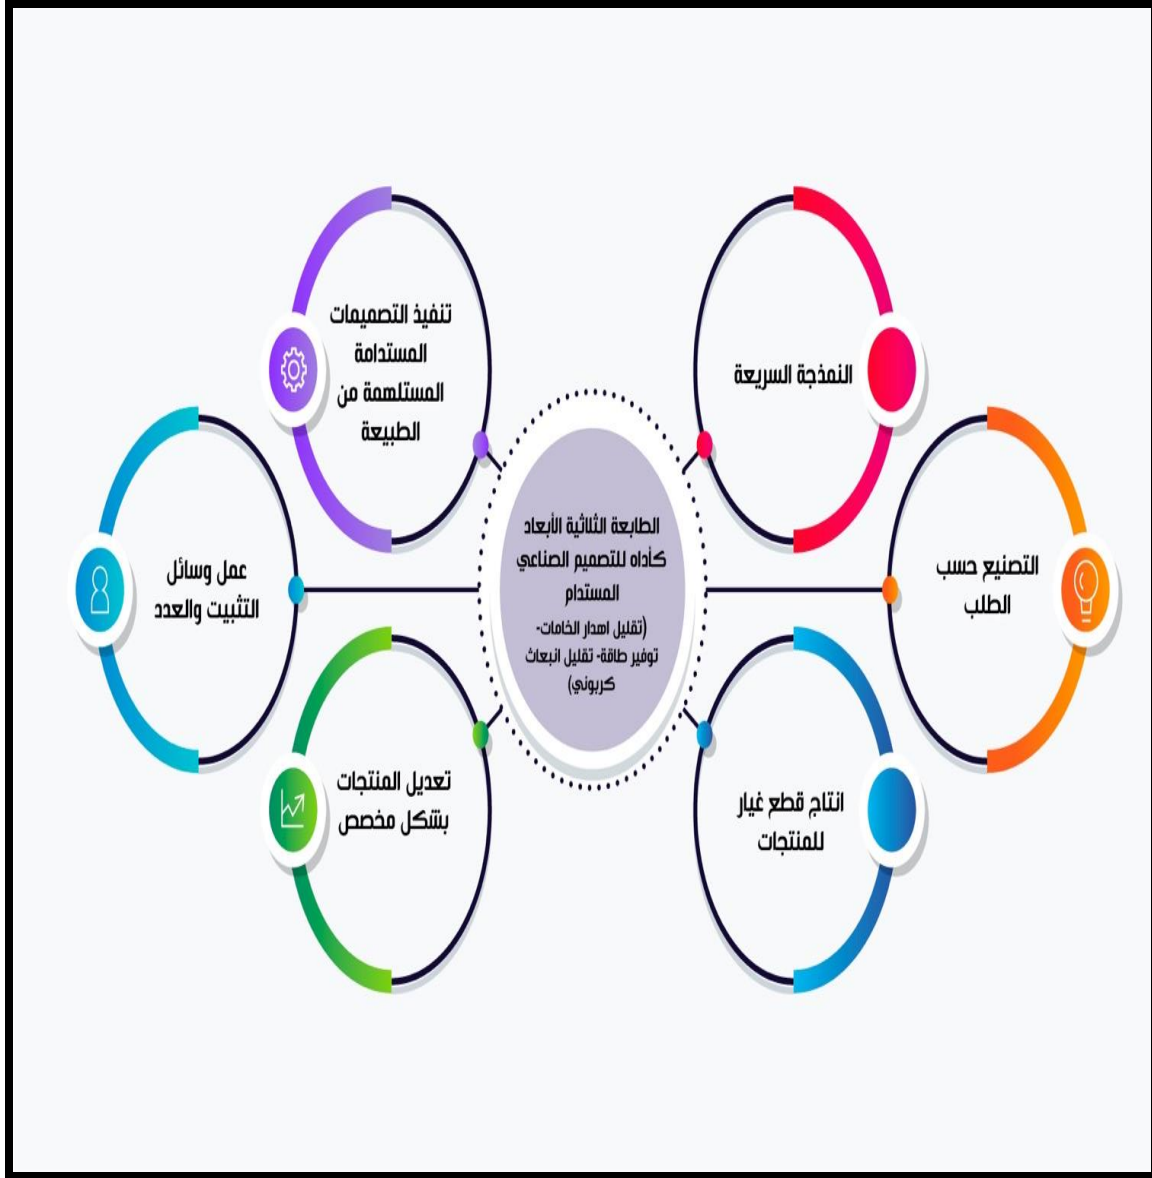 الطابعة الثلاثية الأبعاد
كأداه للتصميم الصناعي
المستدام
(تقليل اهدار الخامات-
توفير طاقة- تقليل انبعاث
كربوني)
النمذجة السريعة
التصنيع حسب
الطلب
انتاج قطع غيار
للمنتجات
تنفيذ التصميمات
المستدامة
المستلهمة من
الطبيعة
عمل وسائل
التثبيت والعدد
تعديل المنتجات
بشكل مخصص